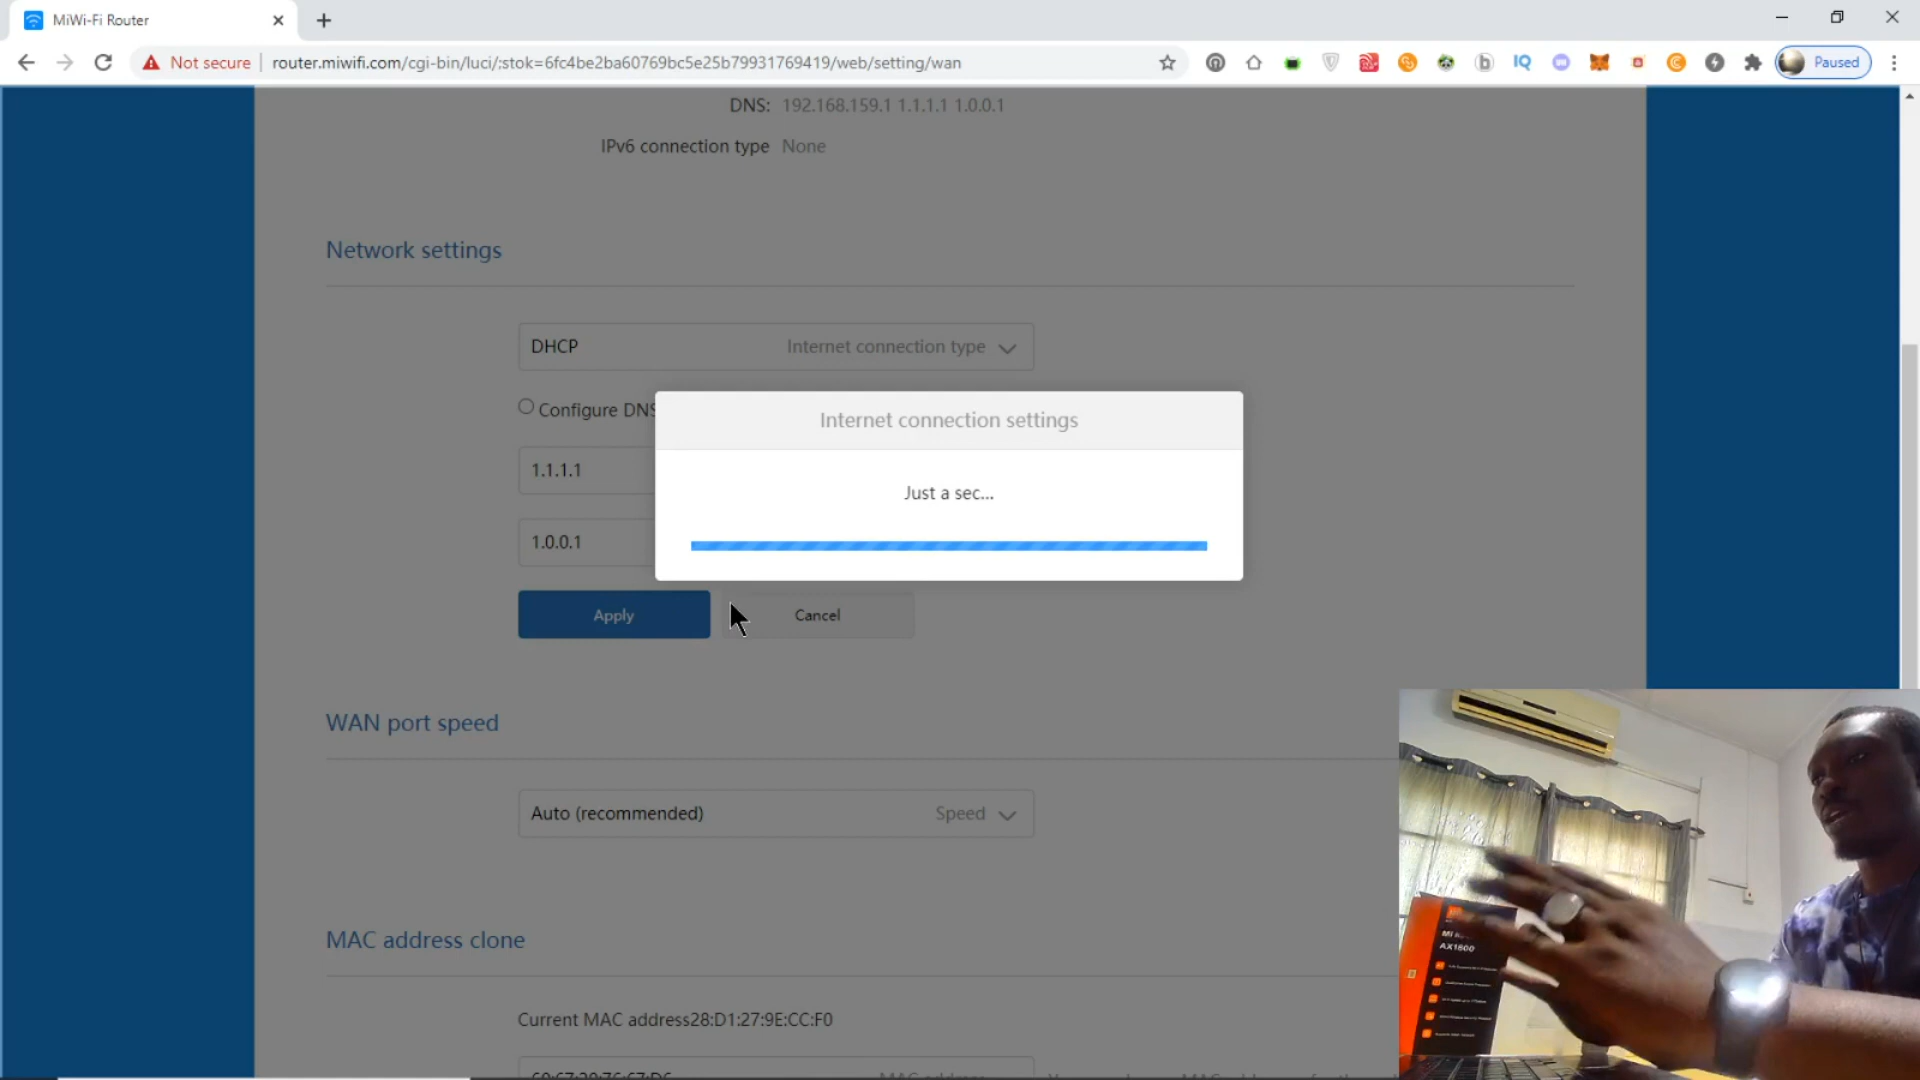 MiWi-Fi Router
Not secure
router.miwifi.com/cgi-bin/luci/;stok=6fc4be2ba60769bc5e25b79931769419/web/setting/wan
IQ
Paused
DNS: 192.168.159.1 1.1.1.1 1.0.0.1
IPv6 connection type None
Network settings
DHCP Internet connection type
Configure DNS
Internet connection settings
1.1.1.1
Just a sec...
1.0.0.1
Apply Cancel
WAN port speed
Auto (recommended) Speed
MAC address clone
AX1800
Current MAC address28:D1:27:9E:CC:F0